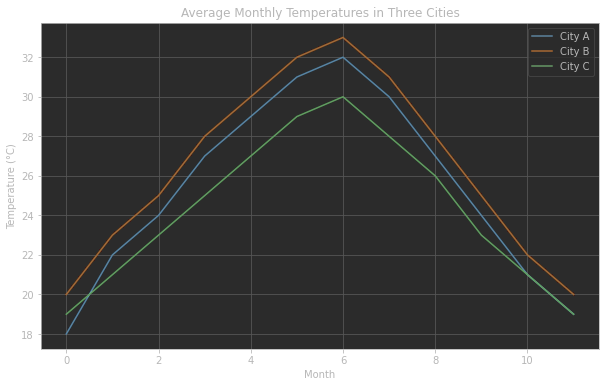 Average Monthly Temperatures in Three Cities
City A
City B
City C
Temperature (°C)
32
30
28
26
24
22
20
18
0 2 4 6 8 10
Month